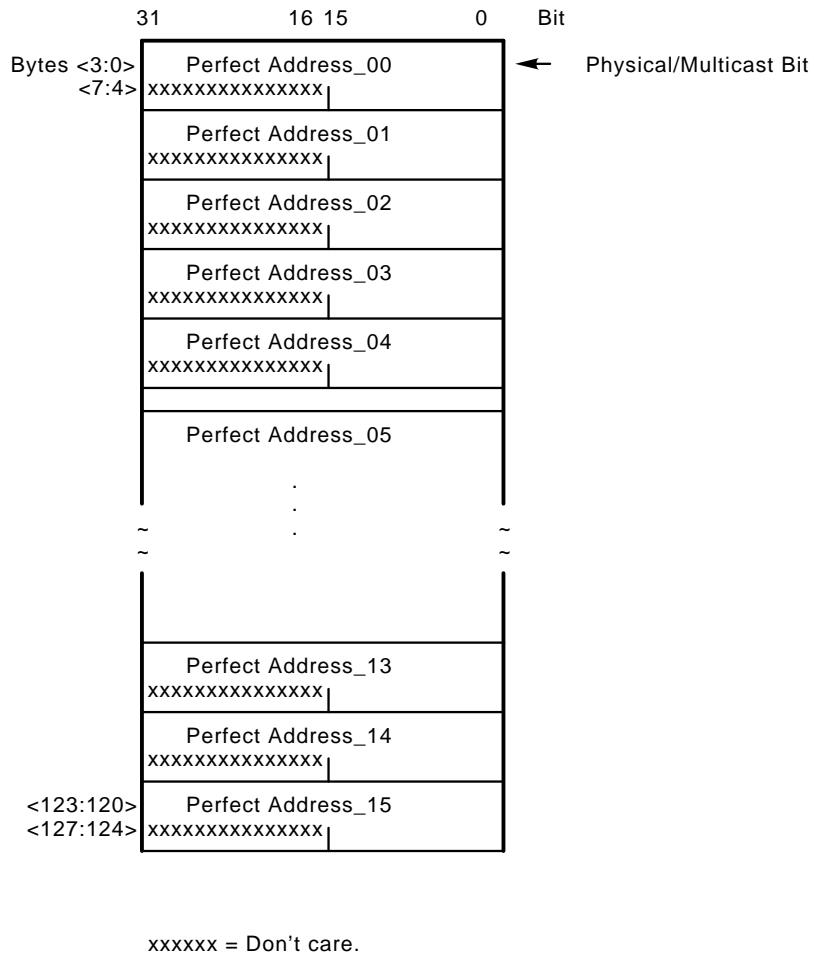 31 16 15 0 Bit
Bytes <3:0> Perfect Address_00 Physical/Multicast Bit
<7:4> xxxxxxxxxxxxxxx
Perfect Address_01
xxxxxxxxxxxxxxx
Perfect Address_02
xxxxxxxxxxxxxxx
Perfect Address_03
xxxxxxxxxxxxxxx
Perfect Address_04
xxxxxxxxxxxxxxx
Perfect Address_05
.
.
~ . ~
~ ~
Perfect Address_13
xxxxxxxxxxxxxxx
Perfect Address_14
xxxxxxxxxxxxxxx
<123:120> Perfect Address_15
<127:124> xxxxxxxxxxxxxxx
xxxxxx = Don't care.